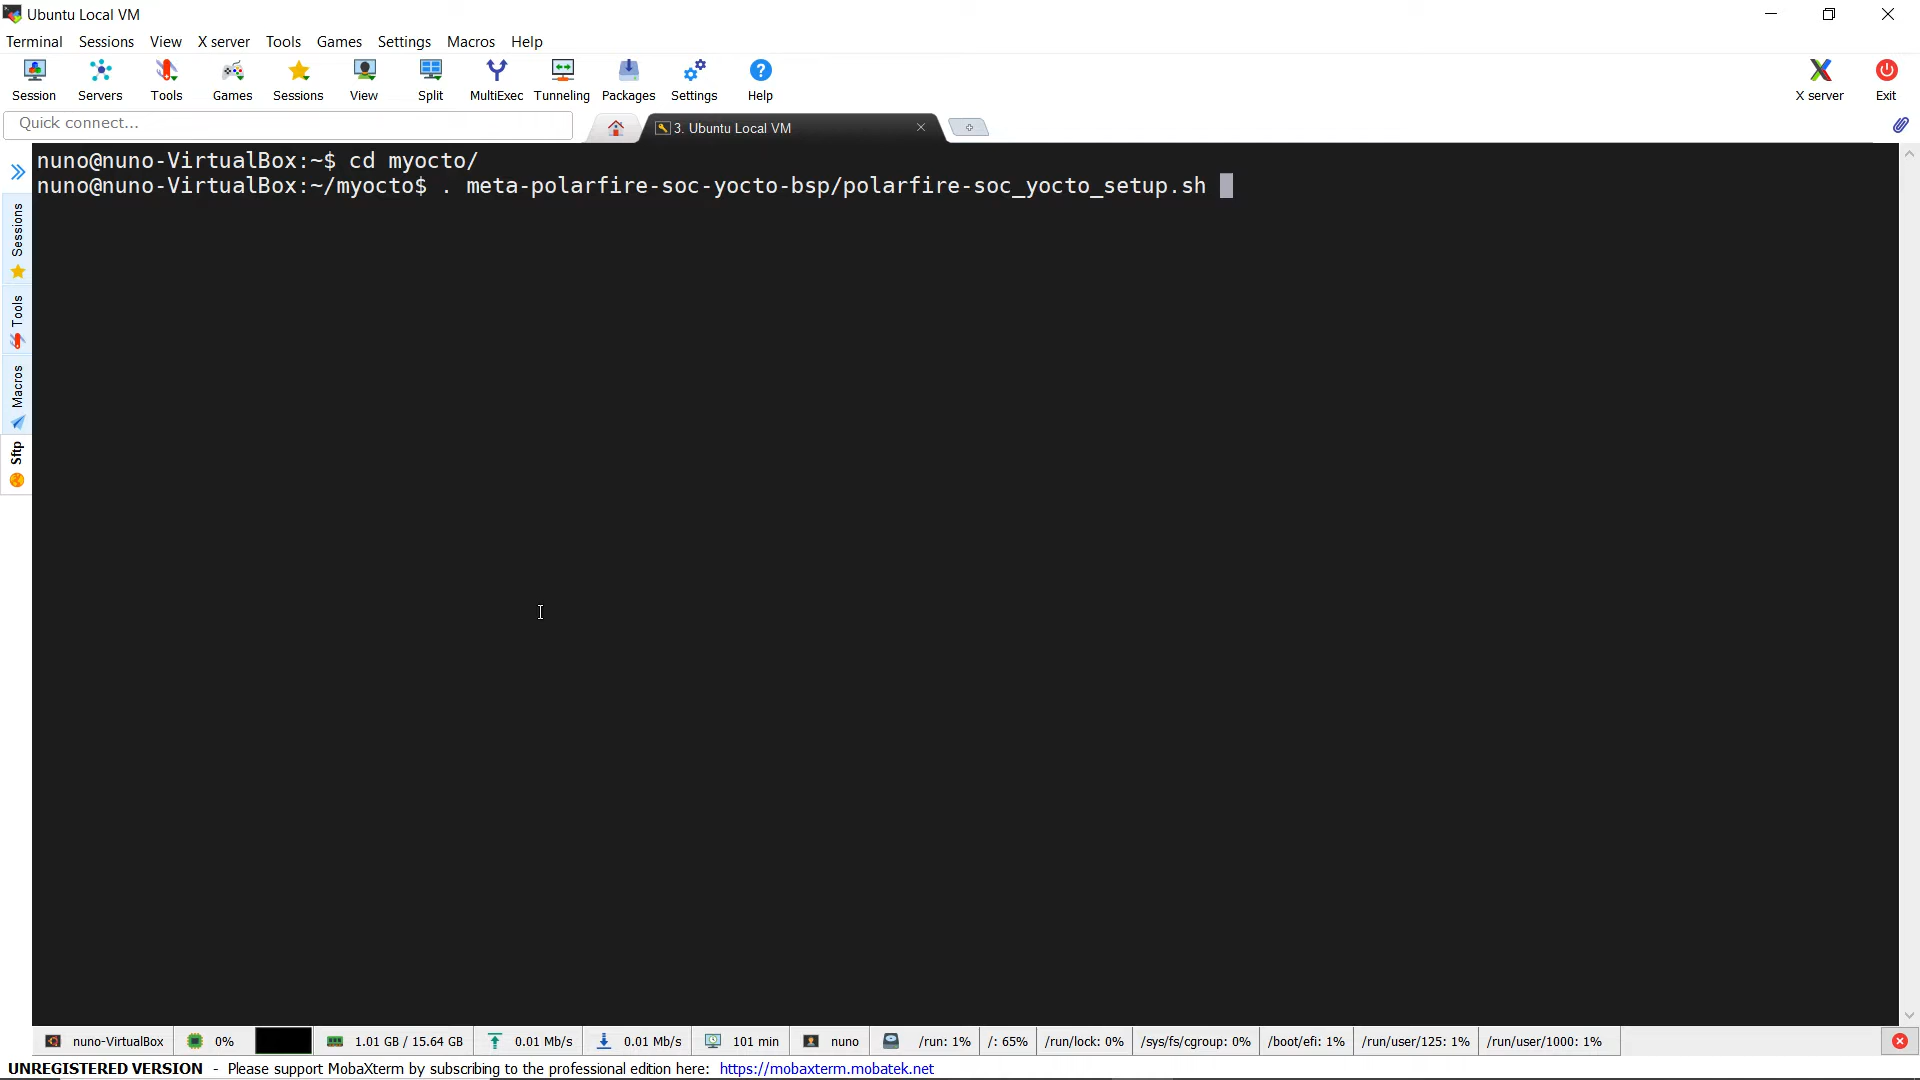 Ubuntu Local VM
Terminal Sessions View X server Tools Games Settings Macros Help
Session Servers Tools Games Sessions View Split MultiExec Tunneling Packages Settings Help X server Exit
Quick connect...
3. Ubuntu Local VM
nuno@nuno-VirtualBox:~$ cd myocto/
nuno@nuno-VirtualBox:~/myocto$ . meta-polarfire-soc-yocto-bsp/polarfire-soc_yocto_setup.sh
Sessions
Tools
Macros
Sftp
nuno-VirtualBox 0% 1.01 GB / 15.64 GB 0.01 Mb/s 0.01 Mb/s 101 min nuno /run: 1% /: 65% /run/lock: 0% /sys/fs/cgroup: 0% /boot/efi: 1% /run/user/125: 1% /run/user/1000: 1%
UNREGISTERED VERSION - Please support MobaXterm by subscribing to the professional edition here: https://mobaxterm.mobatek.net